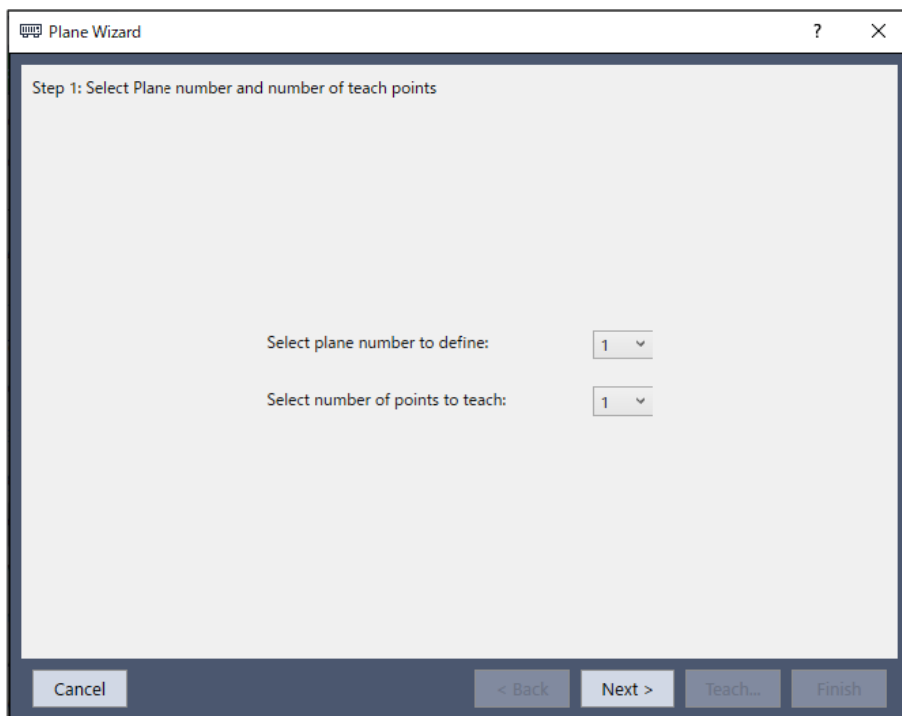 Plane Wizard
?
Step 1: Select Plane number and number of teach points
Select plane number to define: 1
Select number of points to teach: 1
Cancel < Back Next > Teach... Finish